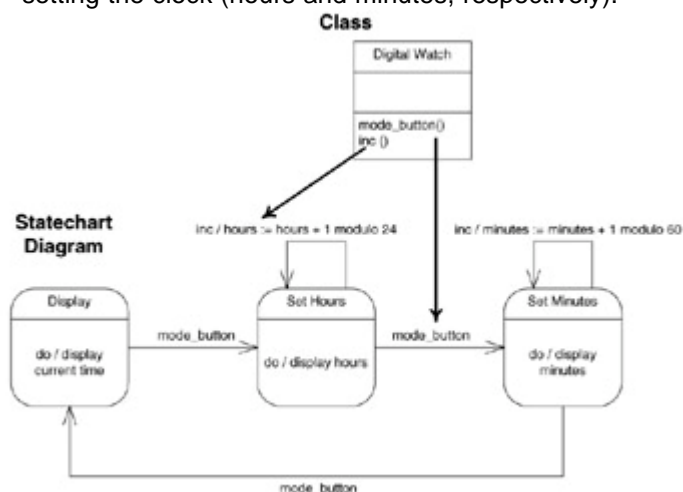 setting the clock (hours and minutes, respectively).
Class
Digital Watch
mode_button()
inc ()
Statechart
Diagram
inc / hours := hours + 1 modulo 24
inc / minutes := minutes + 1 modulo 60
Display
do / display
current time
mode_button
Set Hours
do / display hours
mode_button
Set Minutes
do / display
minutes
mode_button